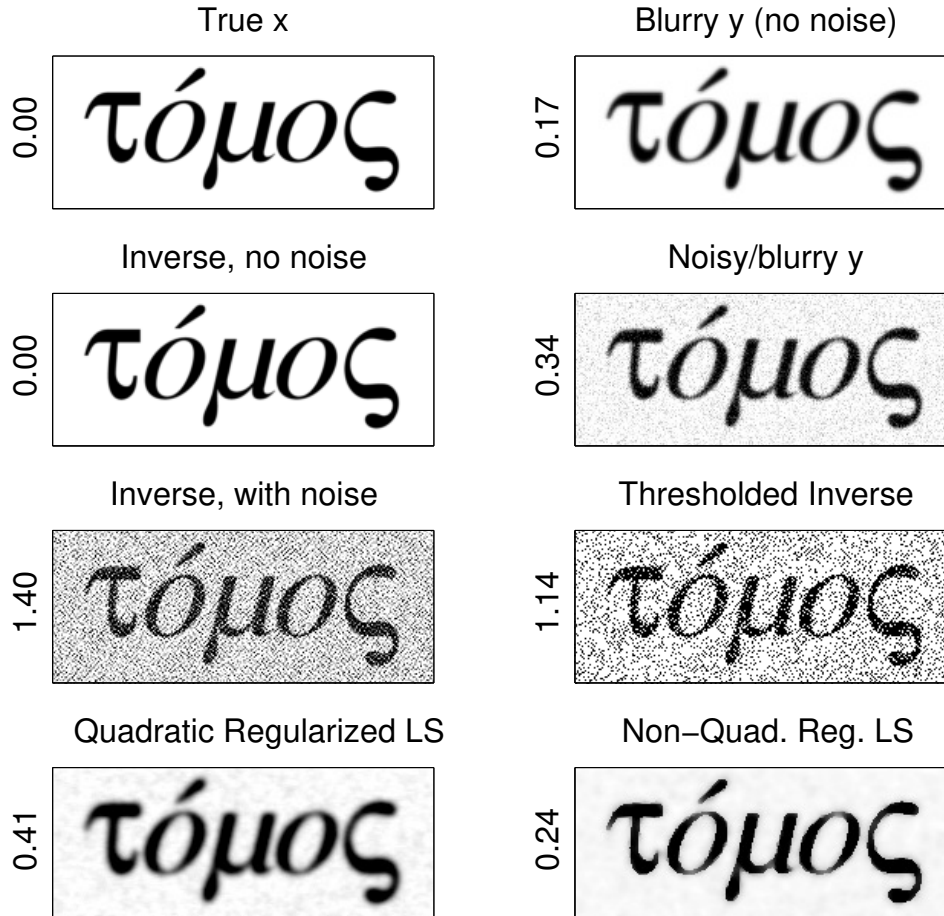 True x
0.00
τόμος
Blurry y (no noise)
0.17
τόμος
Inverse, no noise
0.00
τόμος
Noisy/blurry y
0.34
τόμος
Inverse, with noise
1.40
τόμος
Thresholded Inverse
1.14
τόμος
Quadratic Regularized LS
0.41
τόμος
Non−Quad. Reg. LS
0.24
τόμος